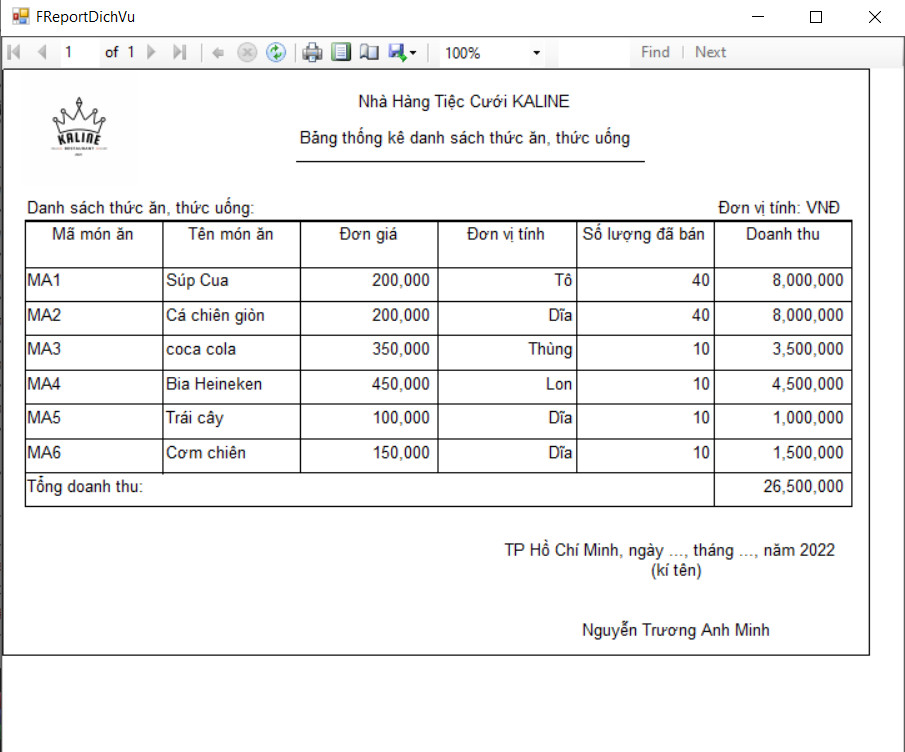 FReportDichVu
1 of 1 100% Find | Next
KALINE
RESTAURANT
Nhà Hàng Tiệc Cưới KALINE
Bảng thống kê danh sách thức ăn, thức uống
Danh sách thức ăn, thức uống: Đơn vị tính: VNĐ
Mã món ăn Tên món ăn Đơn giá Đơn vị tính Số lượng đã bán Doanh thu
MA1 Súp Cua 200,000 Tô 40 8,000,000
MA2 Cá chiên giòn 200,000 Dĩa 40 8,000,000
MA3 coca cola 350,000 Thùng 10 3,500,000
MA4 Bia Heineken 450,000 Lon 10 4,500,000
MA5 Trái cây 100,000 Dĩa 10 1,000,000
MA6 Cơm chiên 150,000 Dĩa 10 1,500,000
Tổng doanh thu: 26,500,000
TP Hồ Chí Minh, ngày ..., tháng ..., năm 2022
(kí tên)
Nguyễn Trương Anh Minh